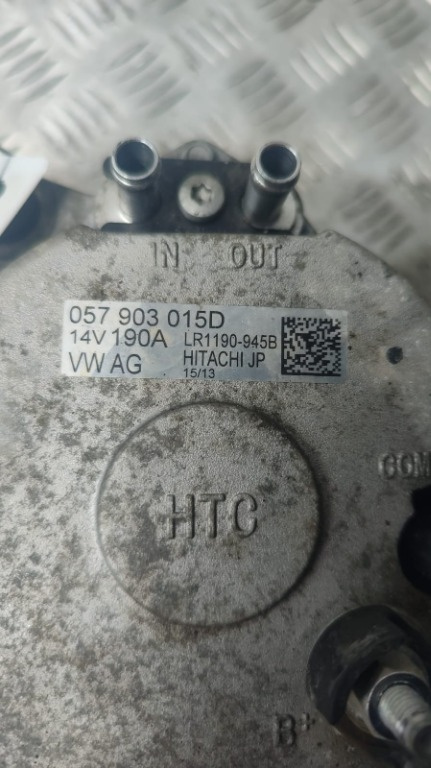 IN OUT
057 903 015D
14V 190A LR1190-945B
VW AG HITACHI JP
15/13
COM
HTC
B+